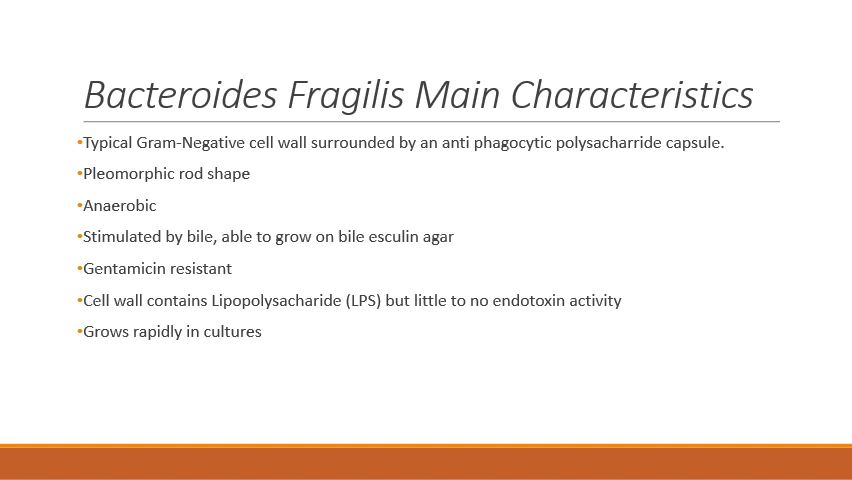 Bacteroides Fragilis Main Characteristics
•Typical Gram-Negative cell wall surrounded by an anti phagocytic polysacharride capsule.
•Pleomorphic rod shape
•Anaerobic
•Stimulated by bile, able to grow on bile esculin agar
•Gentamicin resistant
•Cell wall contains Lipopolysacharide (LPS) but little to no endotoxin activity
•Grows rapidly in cultures